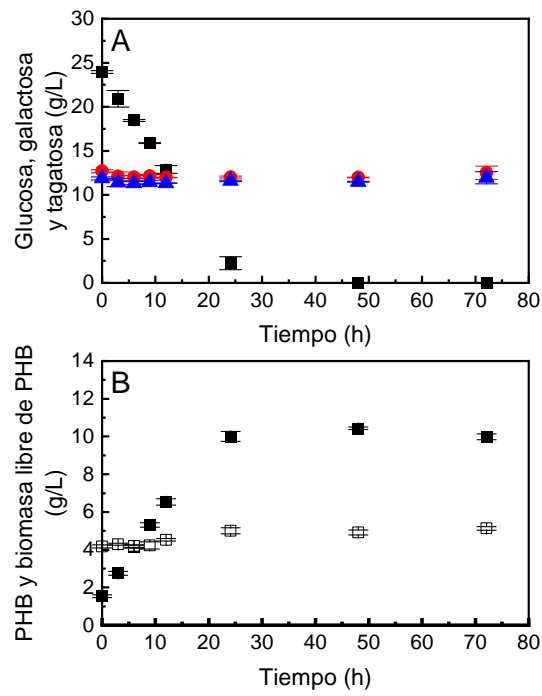 A
30
25
20
15
10
5
0
Glucosa, galactosa
y tagatosa (g/L)
0 10 20 30 40 50 60 70 80
Tiempo (h)
B
14
12
10
8
6
4
2
0
PHB y biomasa libre de PHB
(g/L)
0 10 20 30 40 50 60 70 80
Tiempo (h)